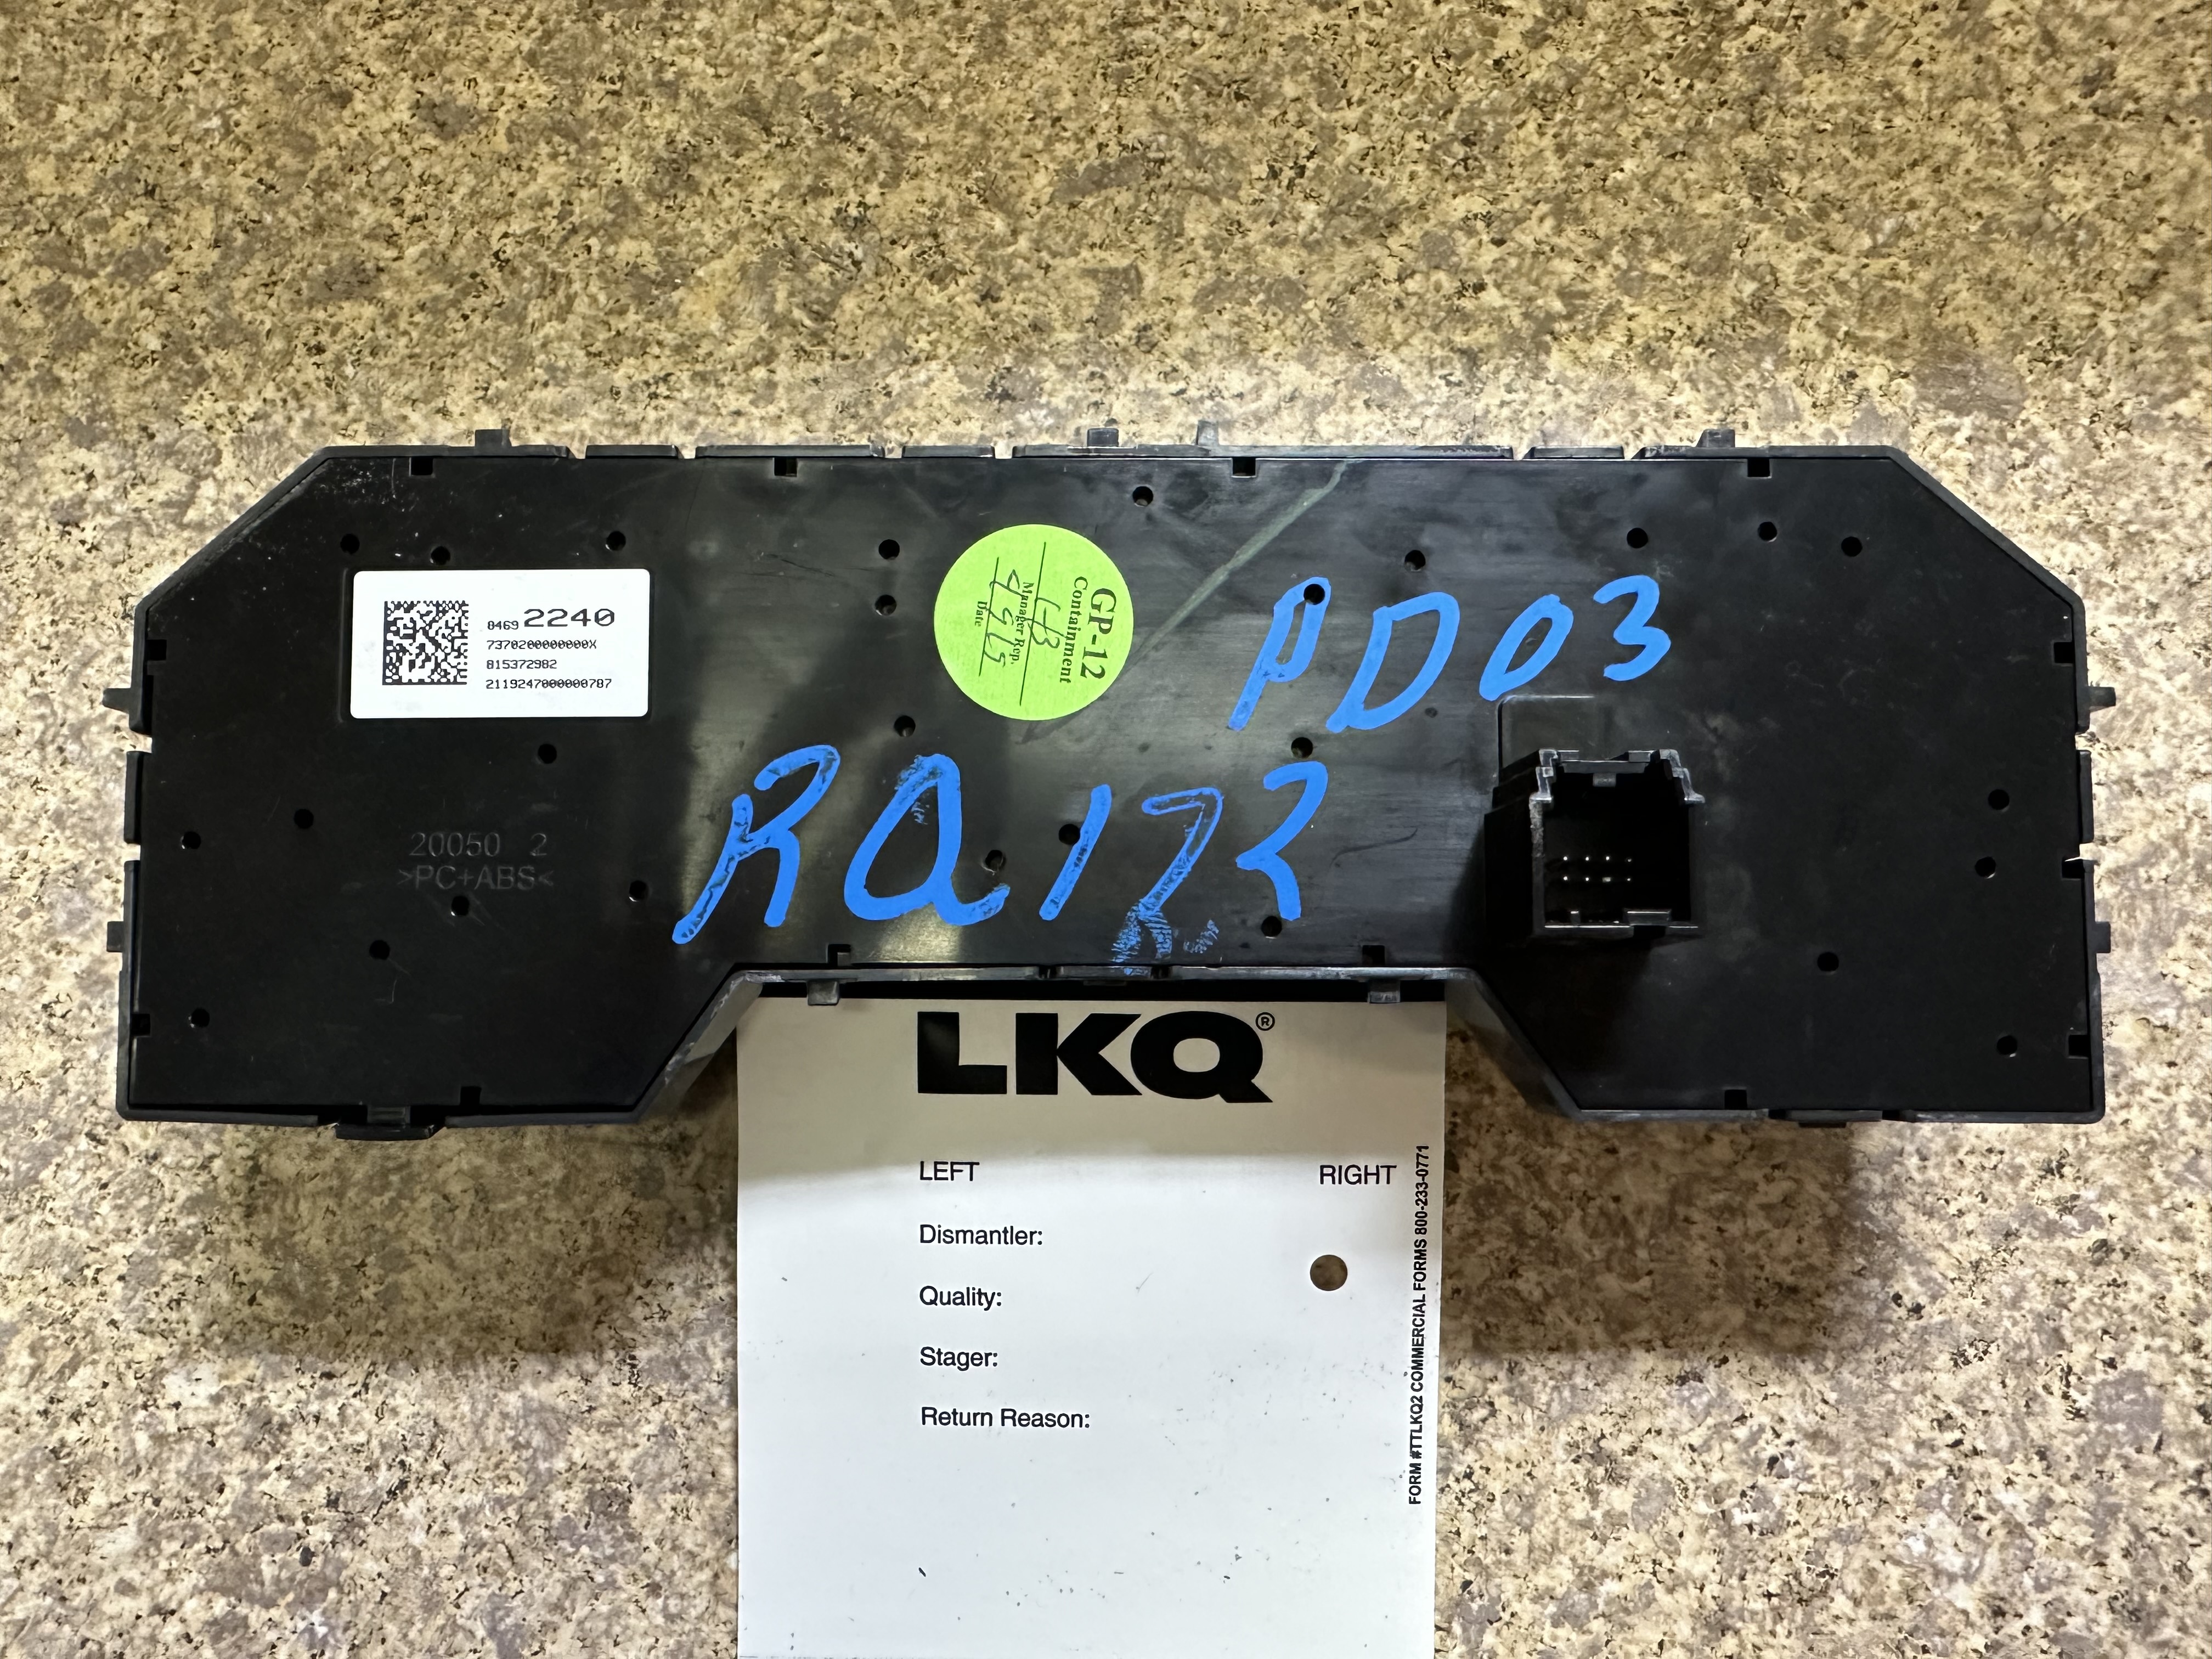 8469 2240
7370200000000X
815372982
2119247000000787
GP-12
Containment
Manager Rep.
Date
PD03
RQ172
20050 2
>PC+ABS<
LKQ®
LEFT RIGHT
Dismantler:
Quality:
Stager:
Return Reason:
FORM #TTLKQ2 COMMERCIAL FORMS 800-233-0771